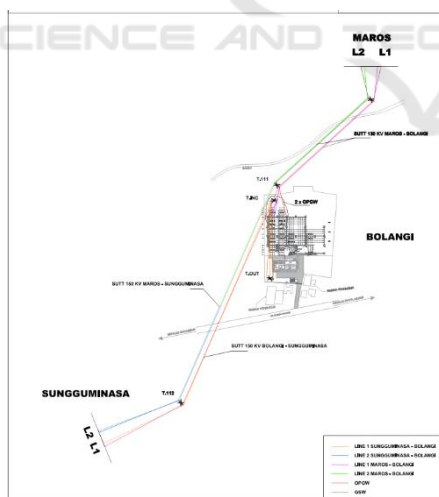 CIENCE AND TEC
MAROS
L2 L1
SUTT 150 KV MAROS - BOLANGI
T.111
T.INC
2 x OPGW
BOLANGI
T.OUT
SUTT 150 KV MAROS - SUNGGUMINASA
SUTT 150 KV BOLANGI - SUNGGUMINASA
SUNGGUMINASA
T.112
L2
L1
LINE 1 SUNGGUMINASA - BOLANGI
LINE 2 SUNGGUMINASA - BOLANGI
LINE 1 MAROS - BOLANGI
LINE 2 MAROS - BOLANGI
OPGW
GSW